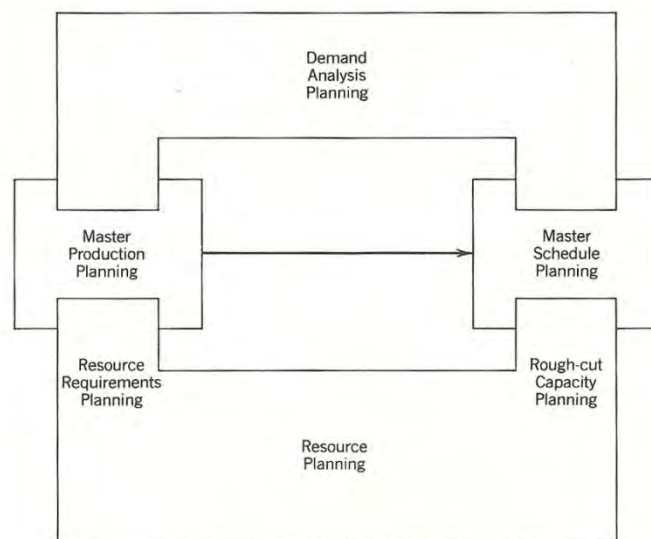 Demand
Analysis
Planning
Master
Production
Planning
Master
Schedule
Planning
Resource
Requirements
Planning
Rough-cut
Capacity
Planning
Resource
Planning